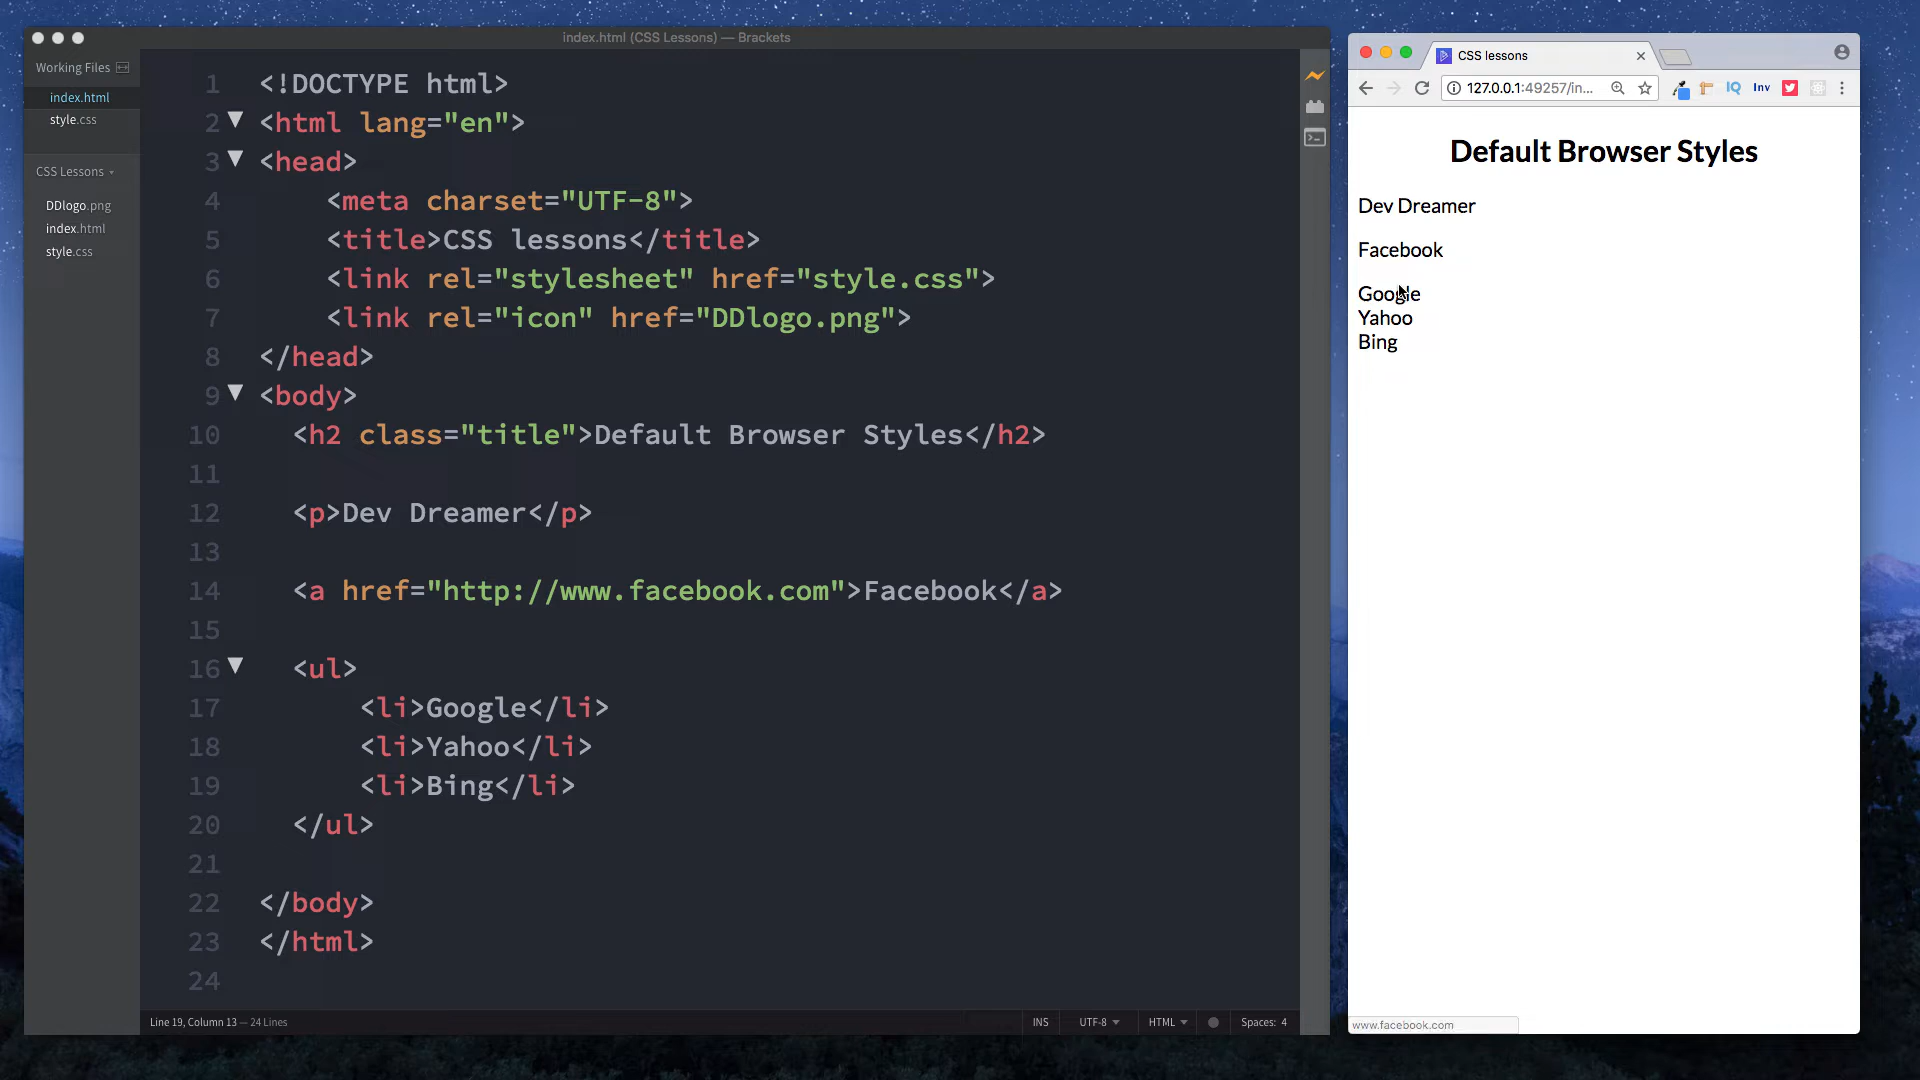 index.html (CSS Lessons) — Brackets
Working Files
index.html
style.css
CSS Lessons
DDlogo.png
index.html
style.css
1 <!DOCTYPE html>
2 <html lang="en">
3 <head>
4 <meta charset="UTF-8">
5 <title>CSS lessons</title>
6 <link rel="stylesheet" href="style.css">
7 <link rel="icon" href="DDlogo.png">
8 </head>
9 <body>
10 <h2 class="title">Default Browser Styles</h2>
11
12 <p>Dev Dreamer</p>
13
14 <a href="http://www.facebook.com">Facebook</a>
15
16 <ul>
17 <li>Google</li>
18 <li>Yahoo</li>
19 <li>Bing</li>
20 </ul>
21
22 </body>
23 </html>
24
Line 19, Column 13 — 24 Lines
INS UTF-8 HTML Spaces: 4
CSS lessons
127.0.0.1:49257/in...
IQ Inv
Default Browser Styles
Dev Dreamer
Facebook
Google
Yahoo
Bing
www.facebook.com